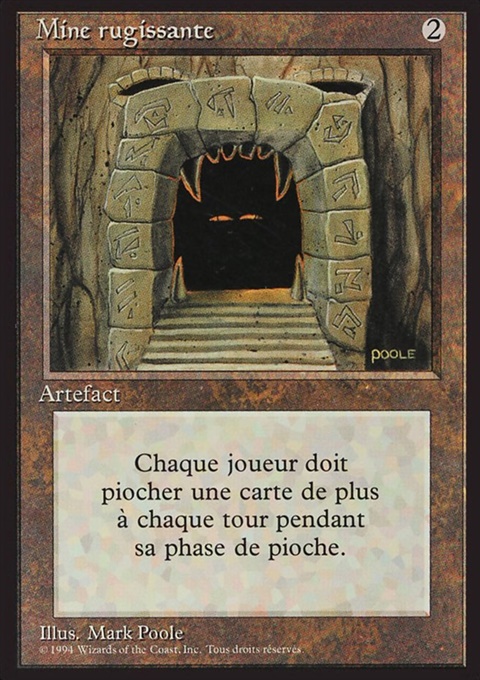 Mine rugissante 2
POOLE
Artefact
Chaque joueur doit
piocher une carte de plus
à chaque tour pendant
sa phase de pioche.
Illus. Mark Poole
© 1994 Wizards of the Coast, Inc. Tous droits réservés